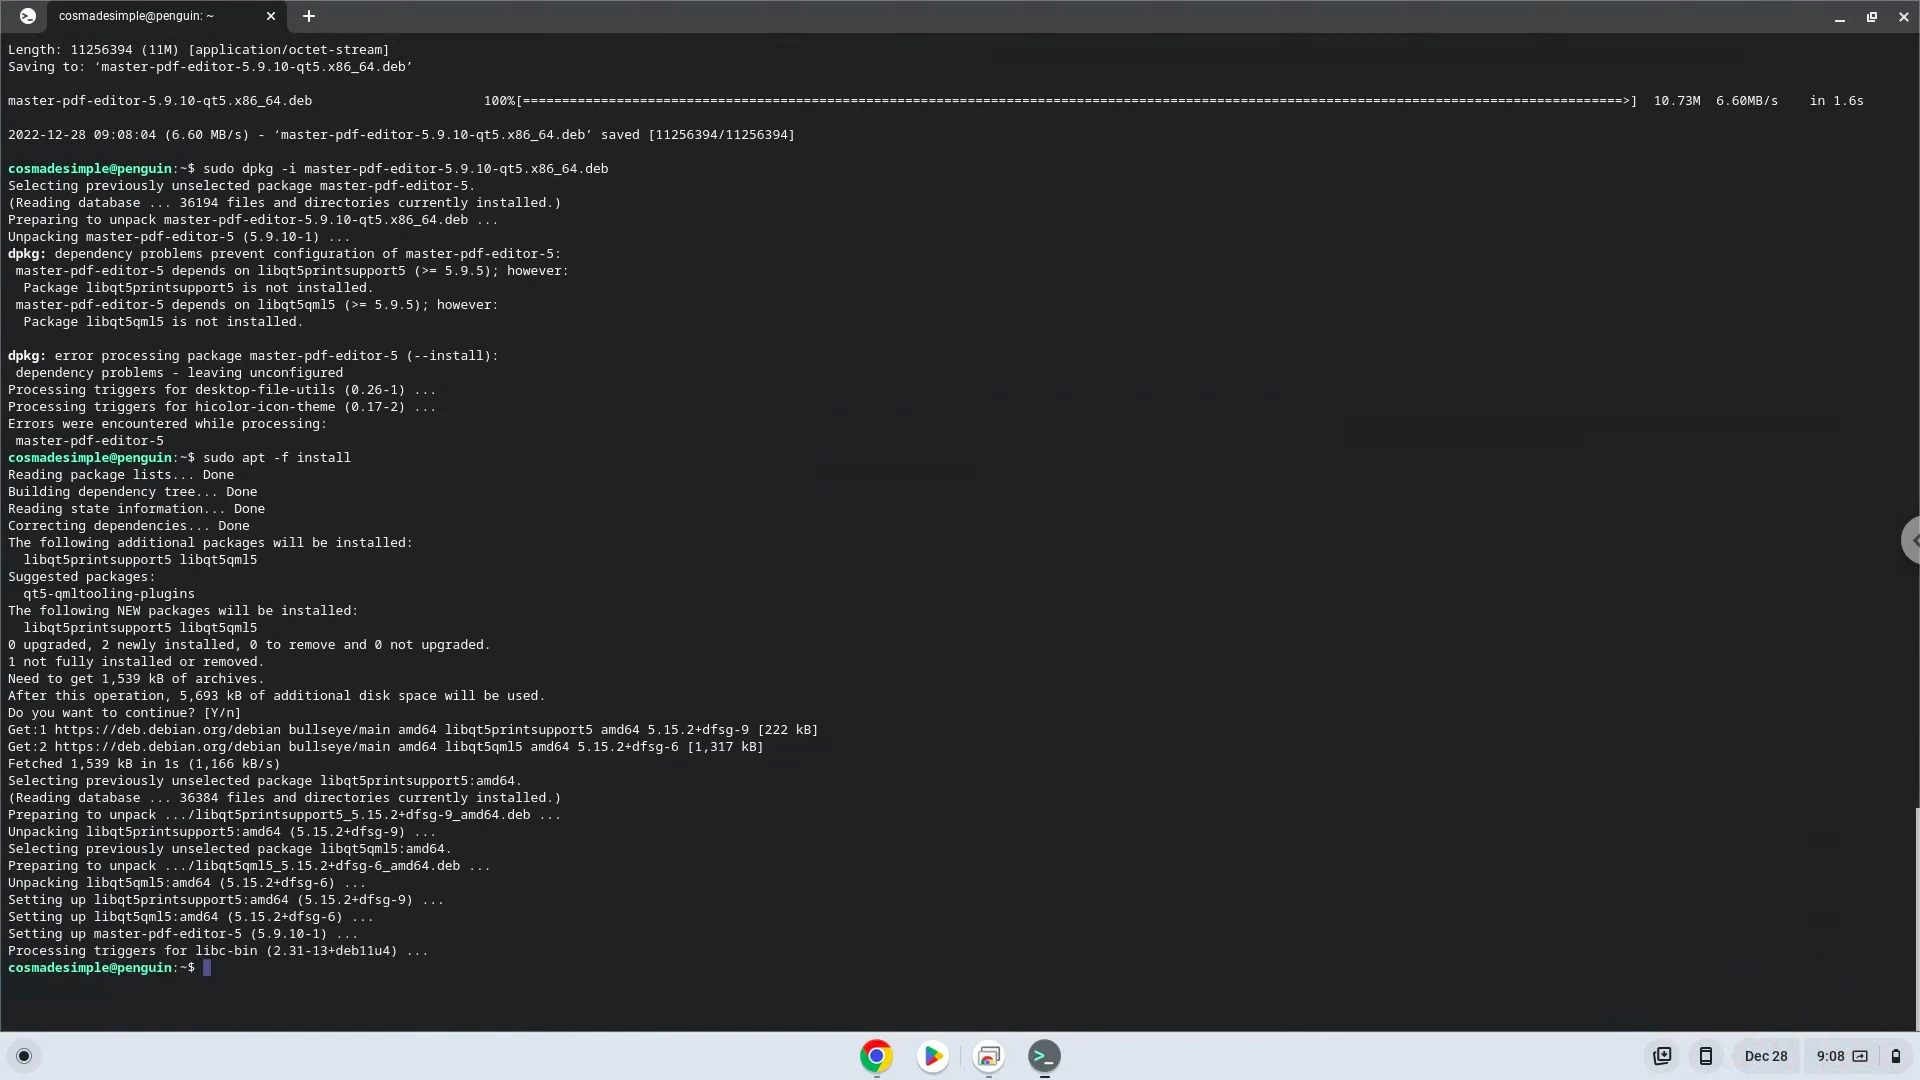 cosmadesimple@penguin: ~
Length: 11256394 (11M) [application/octet-stream]
Saving to: ‘master-pdf-editor-5.9.10-qt5.x86_64.deb’
master-pdf-editor-5.9.10-qt5.x86_64.deb 100%[=============================================================================================================================================>] 10.73M 6.60MB/s in 1.6s
2022-12-28 09:08:04 (6.60 MB/s) - ‘master-pdf-editor-5.9.10-qt5.x86_64.deb’ saved [11256394/11256394]
cosmadesimple@penguin:~$ sudo dpkg -i master-pdf-editor-5.9.10-qt5.x86_64.deb
Selecting previously unselected package master-pdf-editor-5.
(Reading database ... 36194 files and directories currently installed.)
Preparing to unpack master-pdf-editor-5.9.10-qt5.x86_64.deb ...
Unpacking master-pdf-editor-5 (5.9.10-1) ...
dpkg: dependency problems prevent configuration of master-pdf-editor-5:
master-pdf-editor-5 depends on libqt5printsupport5 (>= 5.9.5); however:
Package libqt5printsupport5 is not installed.
master-pdf-editor-5 depends on libqt5qml5 (>= 5.9.5); however:
Package libqt5qml5 is not installed.
dpkg: error processing package master-pdf-editor-5 (--install):
dependency problems - leaving unconfigured
Processing triggers for desktop-file-utils (0.26-1) ...
Processing triggers for hicolor-icon-theme (0.17-2) ...
Errors were encountered while processing:
master-pdf-editor-5
cosmadesimple@penguin:~$ sudo apt -f install
Reading package lists... Done
Building dependency tree... Done
Reading state information... Done
Correcting dependencies... Done
The following additional packages will be installed:
libqt5printsupport5 libqt5qml5
Suggested packages:
qt5-qmltooling-plugins
The following NEW packages will be installed:
libqt5printsupport5 libqt5qml5
0 upgraded, 2 newly installed, 0 to remove and 0 not upgraded.
1 not fully installed or removed.
Need to get 1,539 kB of archives.
After this operation, 5,693 kB of additional disk space will be used.
Do you want to continue? [Y/n]
Get:1 https://deb.debian.org/debian bullseye/main amd64 libqt5printsupport5 amd64 5.15.2+dfsg-9 [222 kB]
Get:2 https://deb.debian.org/debian bullseye/main amd64 libqt5qml5 amd64 5.15.2+dfsg-6 [1,317 kB]
Fetched 1,539 kB in 1s (1,166 kB/s)
Selecting previously unselected package libqt5printsupport5:amd64.
(Reading database ... 36384 files and directories currently installed.)
Preparing to unpack .../libqt5printsupport5_5.15.2+dfsg-9_amd64.deb ...
Unpacking libqt5printsupport5:amd64 (5.15.2+dfsg-9) ...
Selecting previously unselected package libqt5qml5:amd64.
Preparing to unpack .../libqt5qml5_5.15.2+dfsg-6_amd64.deb ...
Unpacking libqt5qml5:amd64 (5.15.2+dfsg-6) ...
Setting up libqt5printsupport5:amd64 (5.15.2+dfsg-9) ...
Setting up libqt5qml5:amd64 (5.15.2+dfsg-6) ...
Setting up master-pdf-editor-5 (5.9.10-1) ...
Processing triggers for libc-bin (2.31-13+deb11u4) ...
cosmadesimple@penguin:~$
Dec 28 9:08